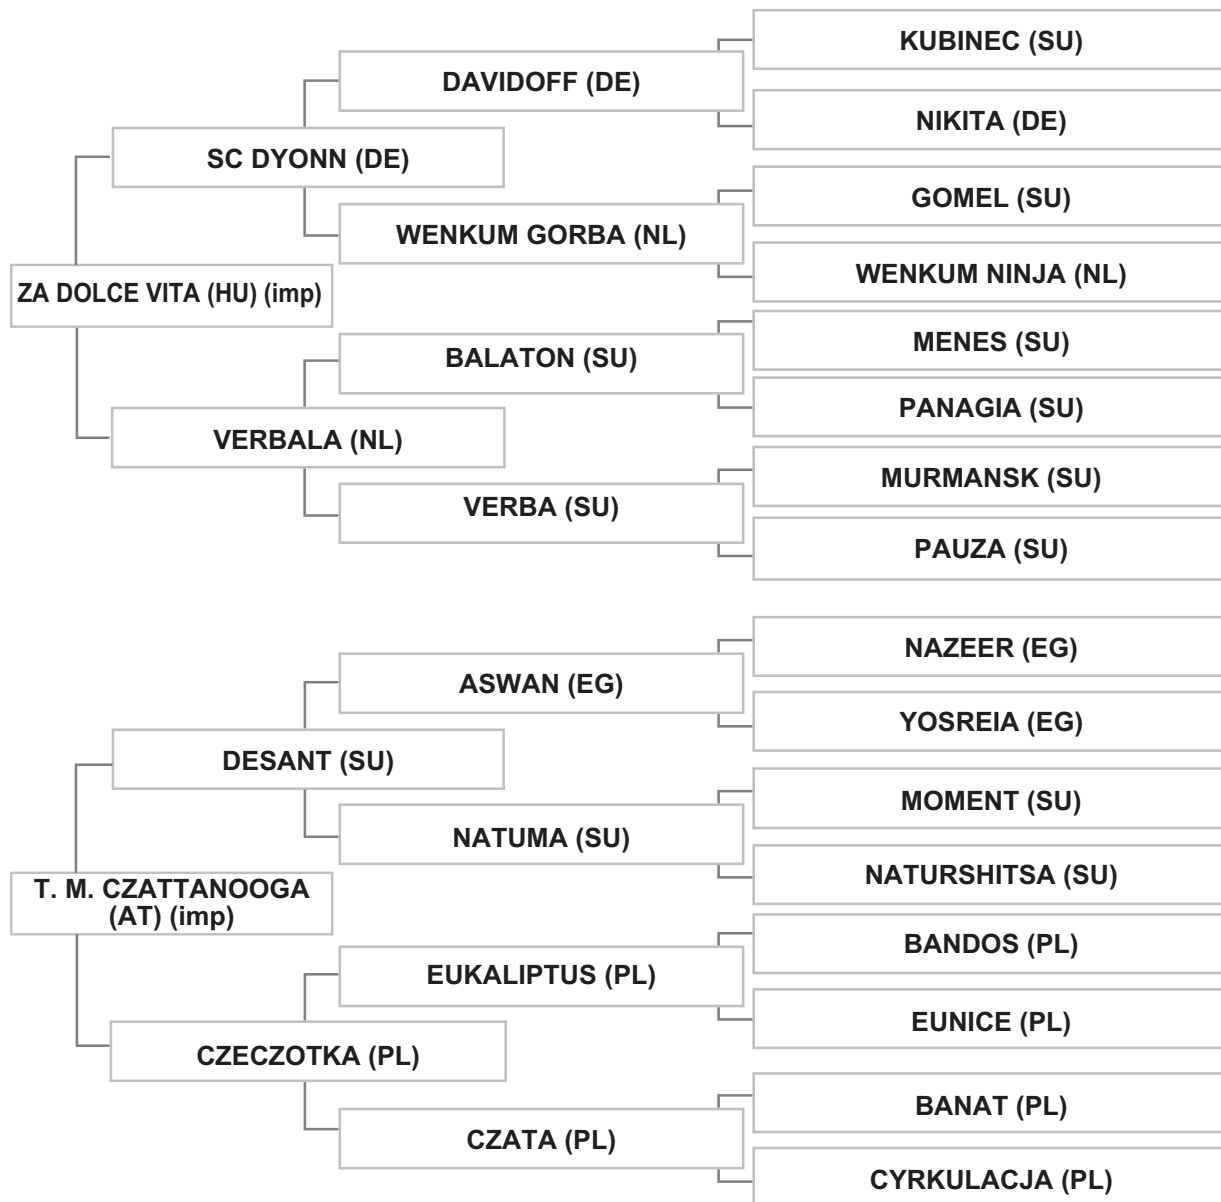 KUBINEC (SU)
DAVIDOFF (DE)
NIKITA (DE)
SC DYONN (DE)
GOMEL (SU)
WENKUM GORBA (NL)
WENKUM NINJA (NL)
ZA DOLCE VITA (HU) (imp)
MENES (SU)
BALATON (SU)
PANAGIA (SU)
VERBALA (NL)
MURMANSK (SU)
VERBA (SU)
PAUZA (SU)
NAZEER (EG)
ASWAN (EG)
YOSREIA (EG)
DESANT (SU)
MOMENT (SU)
NATUMA (SU)
NATURSHITSA (SU)
T. M. CZATTANOOGA
(AT) (imp)
BANDOS (PL)
EUKALIPTUS (PL)
EUNICE (PL)
CZECZOTKA (PL)
BANAT (PL)
CZATA (PL)
CYRKULACJA (PL)